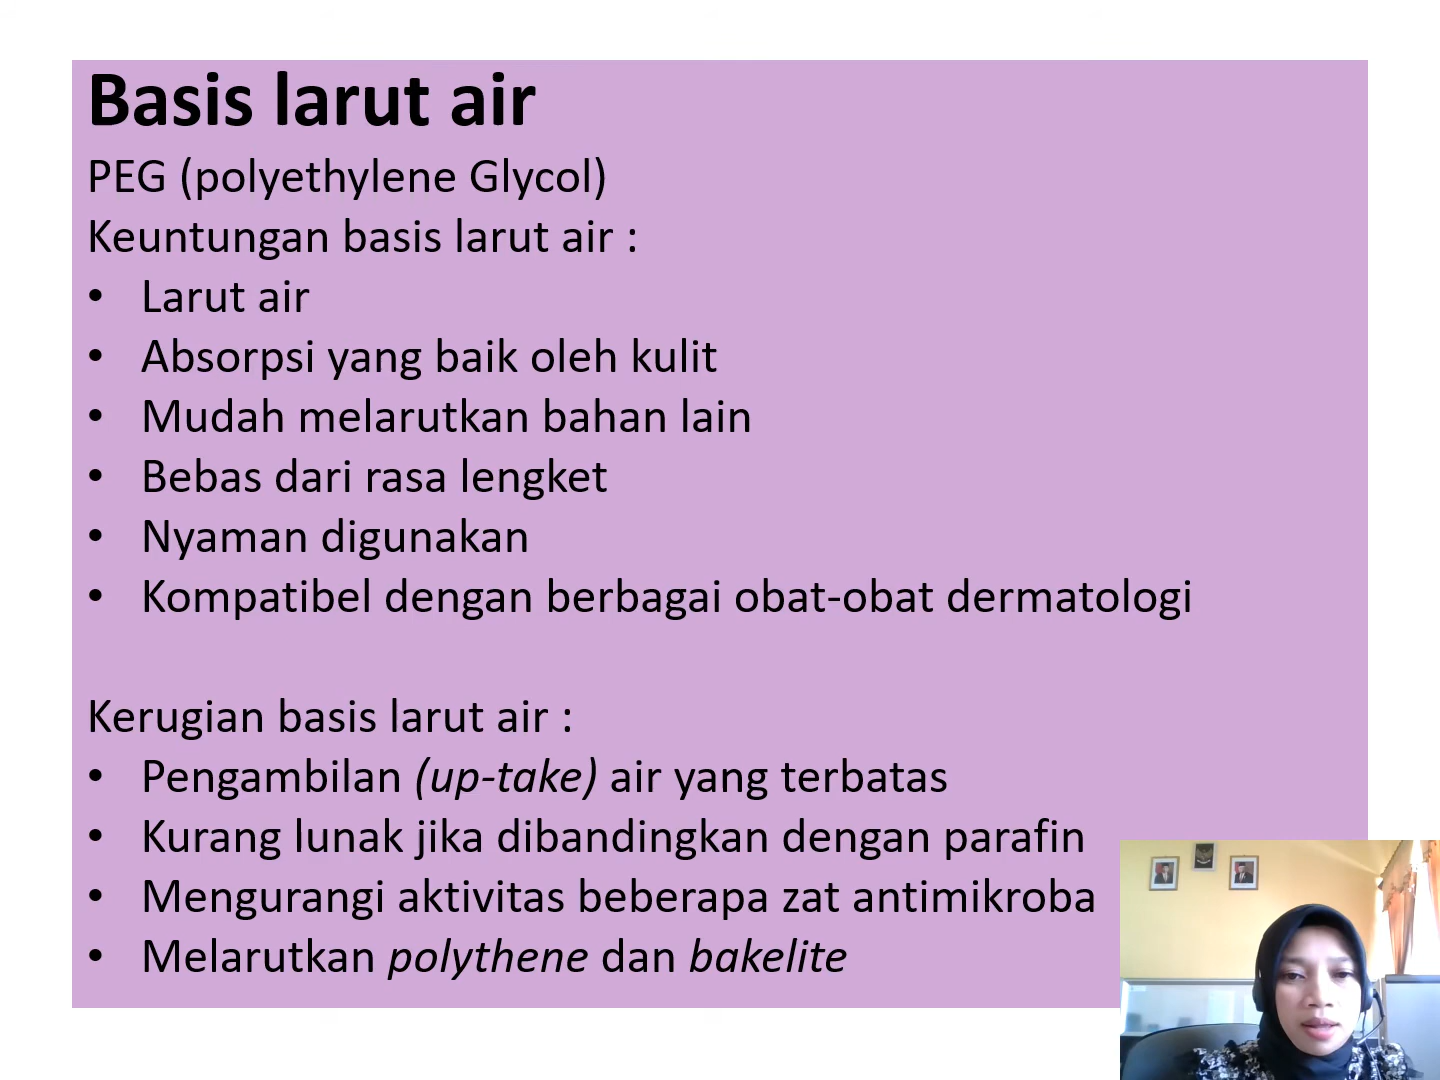 Basis larut air
PEG (polyethylene Glycol)
Keuntungan basis larut air :
• Larut air
• Absorpsi yang baik oleh kulit
• Mudah melarutkan bahan lain
• Bebas dari rasa lengket
• Nyaman digunakan
• Kompatibel dengan berbagai obat-obat dermatologi
Kerugian basis larut air :
• Pengambilan (up-take) air yang terbatas
• Kurang lunak jika dibandingkan dengan parafin
• Mengurangi aktivitas beberapa zat antimikroba
• Melarutkan polythene dan bakelite